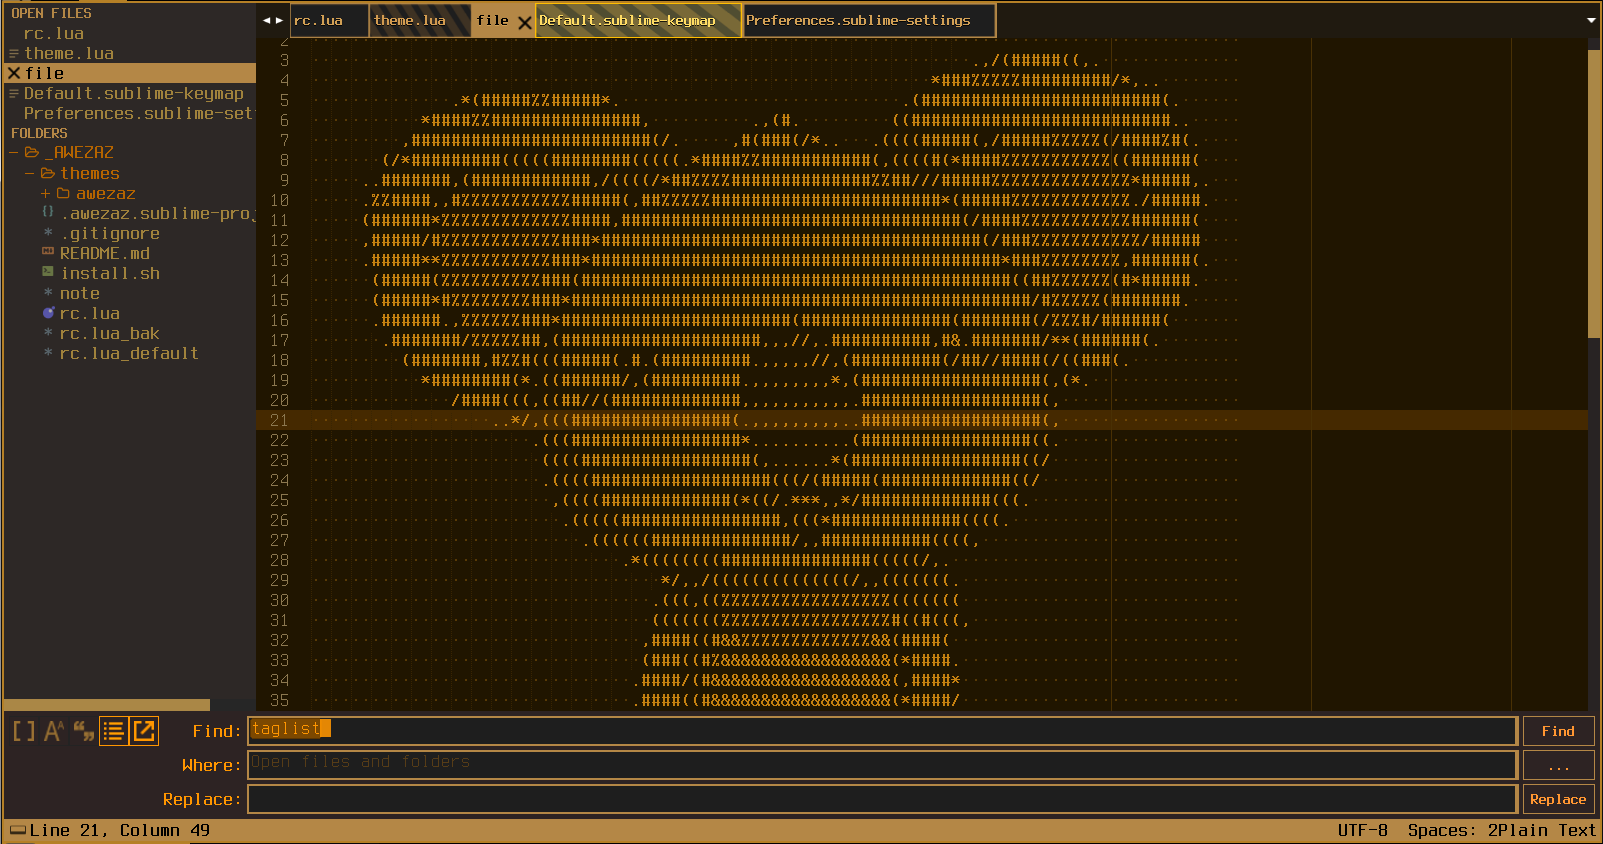 OPEN FILES
rc.lua
theme.lua
file
Default.sublime-keymap
Preferences.sublime-set
FOLDERS
_AWEZAZ
themes
awezaz
.awezaz.sublime-proj
.gitignore
README.md
install.sh
note
rc.lua
rc.lua_bak
rc.lua_default
rc.lua
theme.lua
file
Default.sublime-keymap
Preferences.sublime-settings
2
3
4
5
6
7
8
9
10
11
12
13
14
15
16
17
18
19
20
21
22
23
24
25
26
27
28
29
30
31
32
33
34
35
Find: taglist
Find
Where: Open files and folders
...
Replace:
Replace
Line 21, Column 49
UTF-8 Spaces: 2 Plain Text